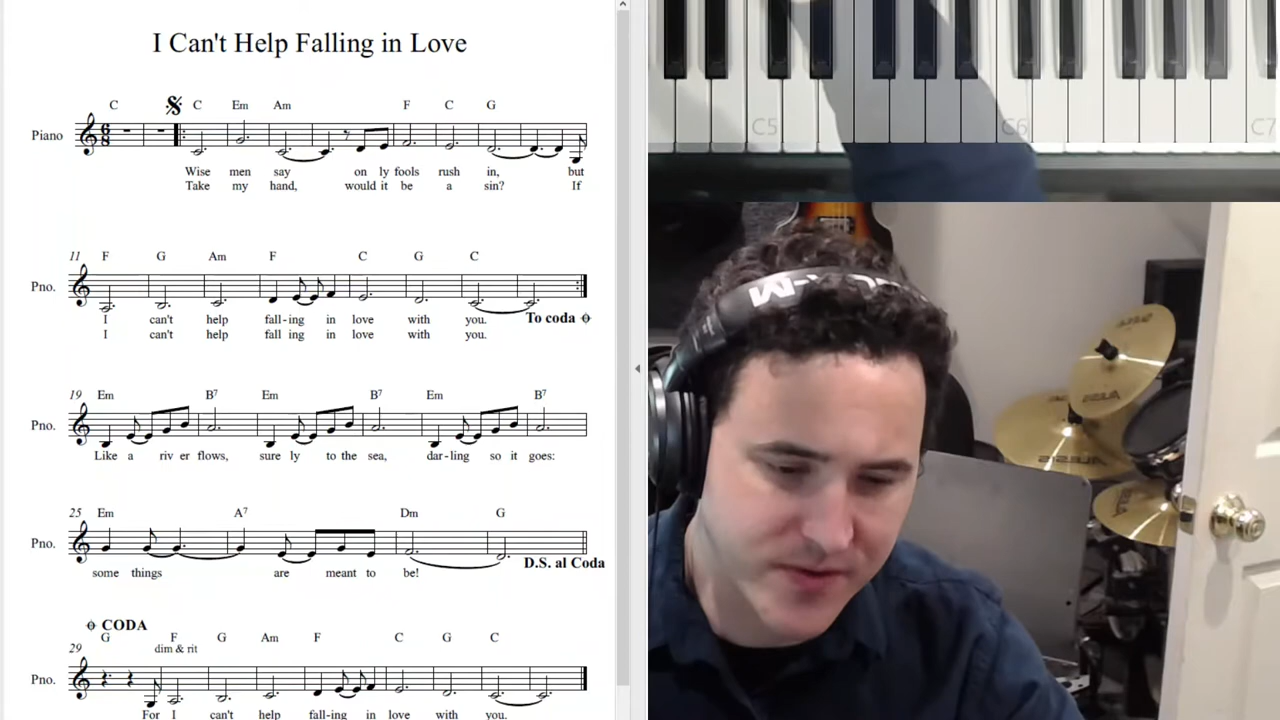 I Can't Help Falling in Love
C C Em Am F C G
Piano
Wise men say on ly fools rush in, but
Take my hand, would it be a sin? If
11 F G Am F C G C
Pno.
I can't help fall-ing in love with you. To coda
I can't help fall ing in love with you.
19 Em B7 Em B7 Em B7
Pno.
Like a riv er flows, sure ly to the sea, dar-ling so it goes:
25 Em A7 Dm G
Pno.
D.S. al Coda
some things are meant to be!
CODA
29 G F G Am F C G C
dim & rit
Pno.
For I can't help fall-ing in love with you.
C5 C6 C7
ALESIS
ALESIS